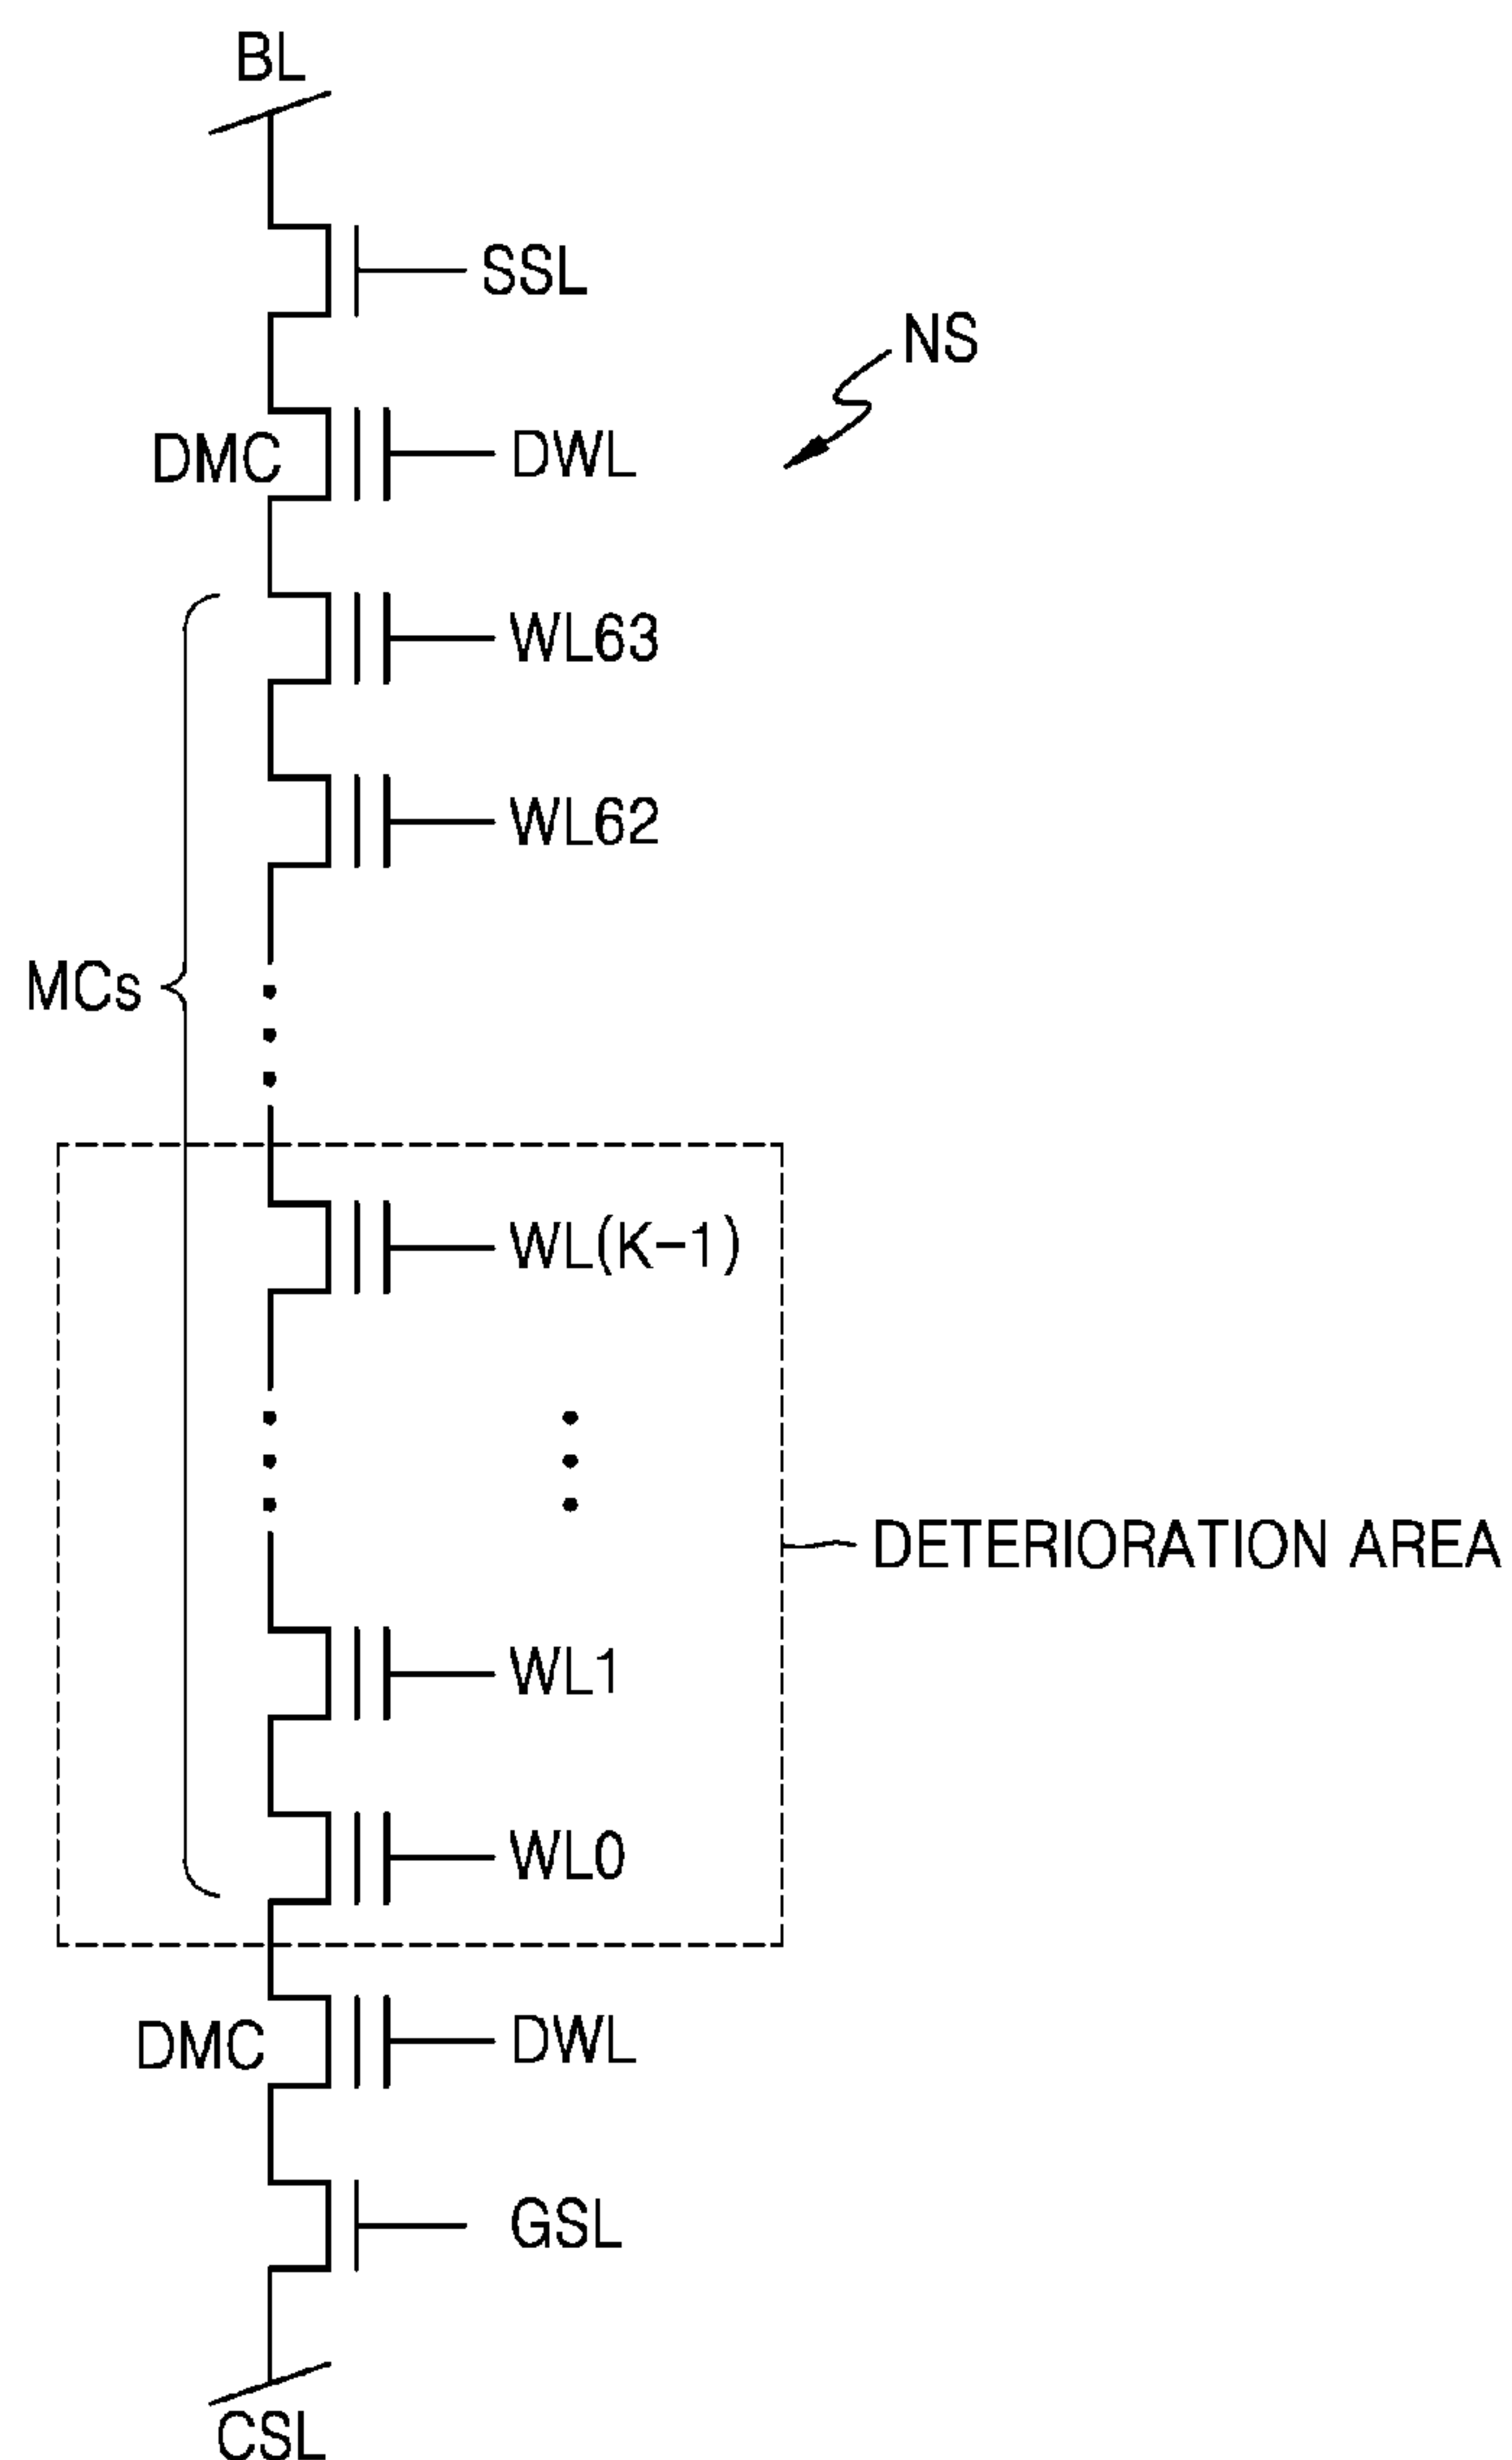 BL
SSL
NS
DMC
DWL
WL63
WL62
MCs
WL(K-1)
DETERIORATION AREA
WL1
WL0
DMC
DWL
GSL
CSL